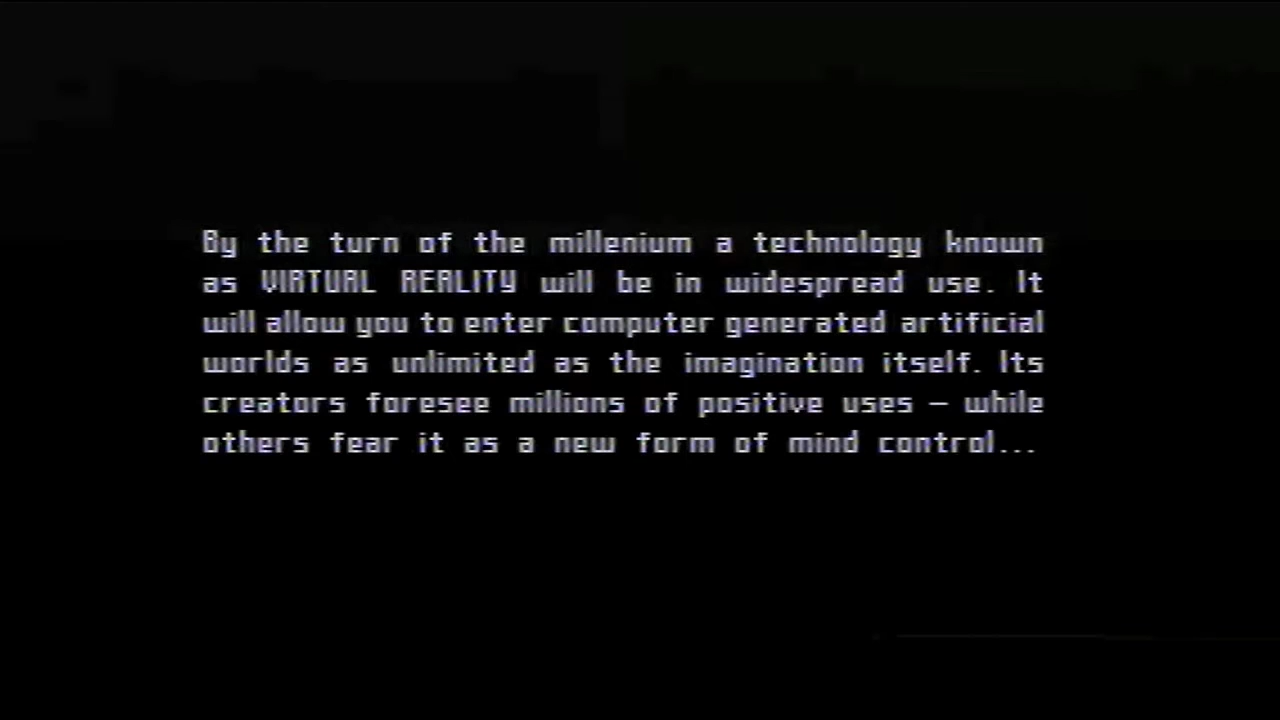 By the turn of the millenium a technology known
as VIRTUAL REALITY will be in widespread use. It
will allow you to enter computer generated artificial
worlds as unlimited as the imagination itself. Its
creators foresee millions of positive uses – while
others fear it as a new form of mind control...